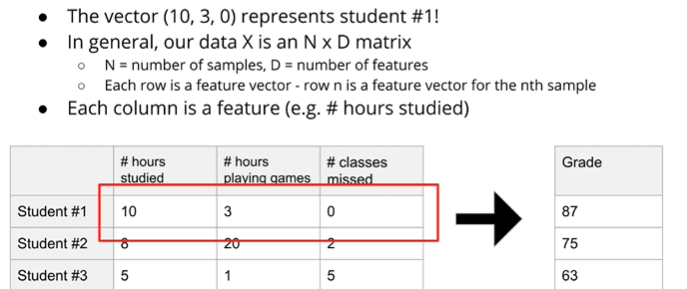 The vector (10, 3, 0) represents student #1!
In general, our data X is an N x D matrix
N = number of samples, D = number of features
Each row is a feature vector - row n is a feature vector for the nth sample
Each column is a feature (e.g. # hours studied)
# hours studied # hours playing games # classes missed Grade
Student #1 10 3 0 87
Student #2 8 20 2 75
Student #3 5 1 5 63